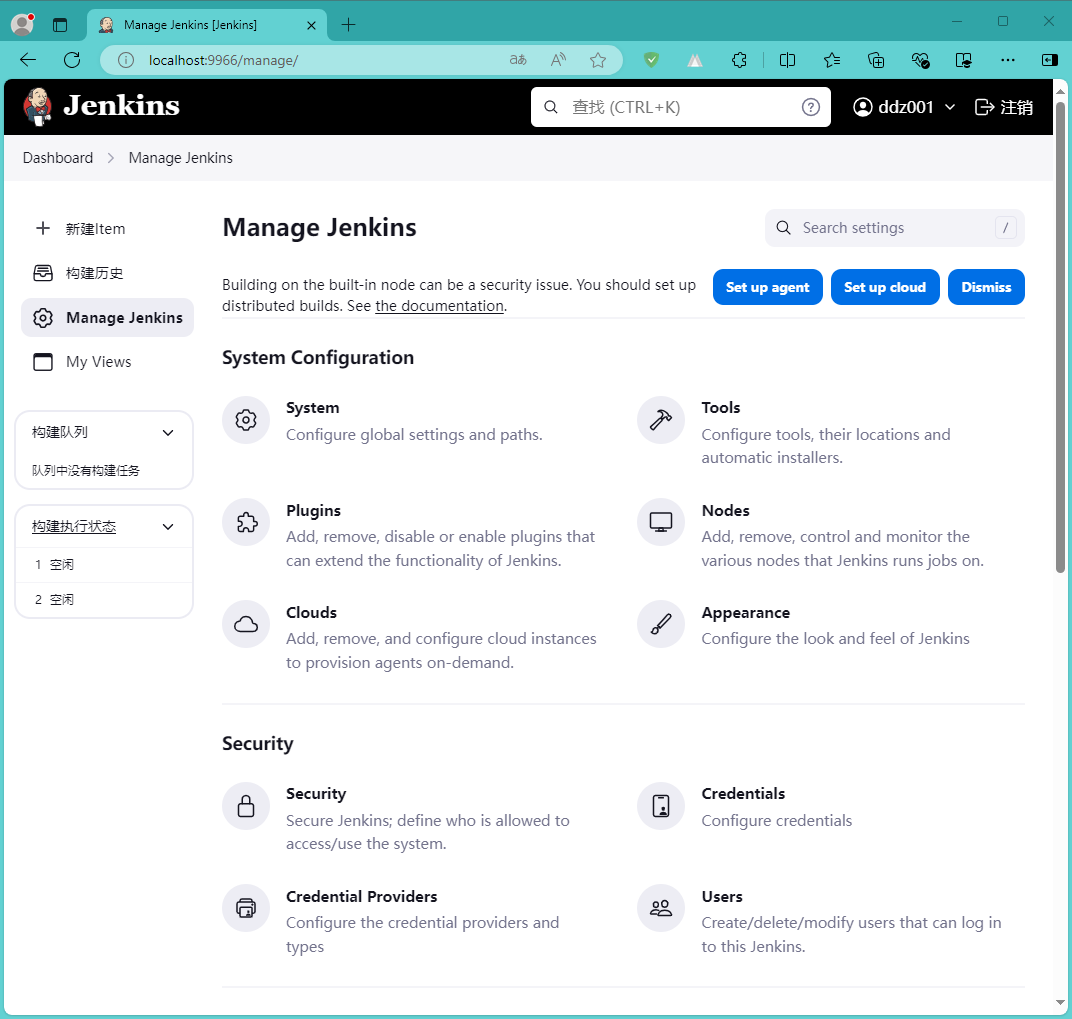 Manage Jenkins [Jenkins]
localhost:9966/manage/
Jenkins
查找 (CTRL+K)
ddz001
注销
Dashboard
Manage Jenkins
新建Item
构建历史
Manage Jenkins
My Views
构建队列
队列中没有构建任务
构建执行状态
1 空闲
2 空闲
Manage Jenkins
Search settings
/
Building on the built-in node can be a security issue. You should set up
distributed builds. See the documentation.
Set up agent
Set up cloud
Dismiss
System Configuration
System
Configure global settings and paths.
Tools
Configure tools, their locations and
automatic installers.
Plugins
Add, remove, disable or enable plugins that
can extend the functionality of Jenkins.
Nodes
Add, remove, control and monitor the
various nodes that Jenkins runs jobs on.
Clouds
Add, remove, and configure cloud instances
to provision agents on-demand.
Appearance
Configure the look and feel of Jenkins
Security
Security
Secure Jenkins; define who is allowed to
access/use the system.
Credentials
Configure credentials
Credential Providers
Configure the credential providers and
types
Users
Create/delete/modify users that can log in
to this Jenkins.